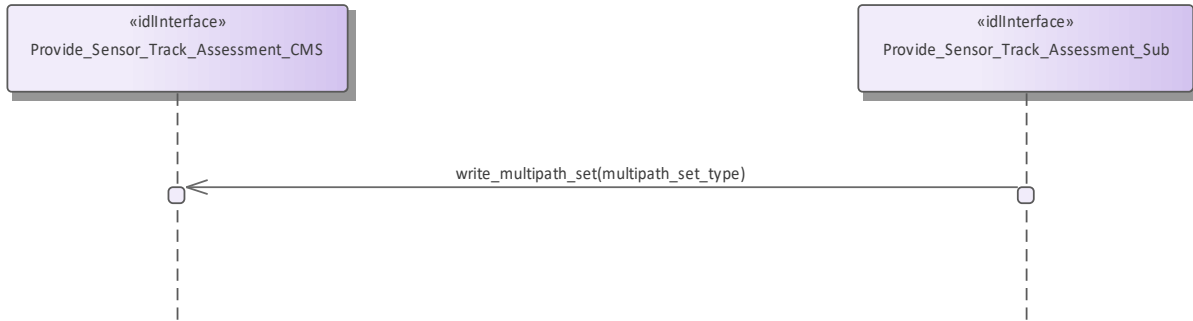 «idlInterface»
Provide_Sensor_Track_Assessment_CMS
«idlInterface»
Provide_Sensor_Track_Assessment_Sub
write_multipath_set(multipath_set_type)